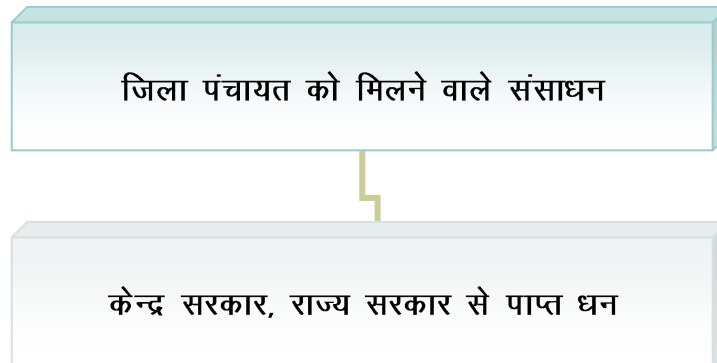 जिला पंचायत को मिलने वाले संसाधन
केन्द्र सरकार, राज्य सरकार से पाप्त धन